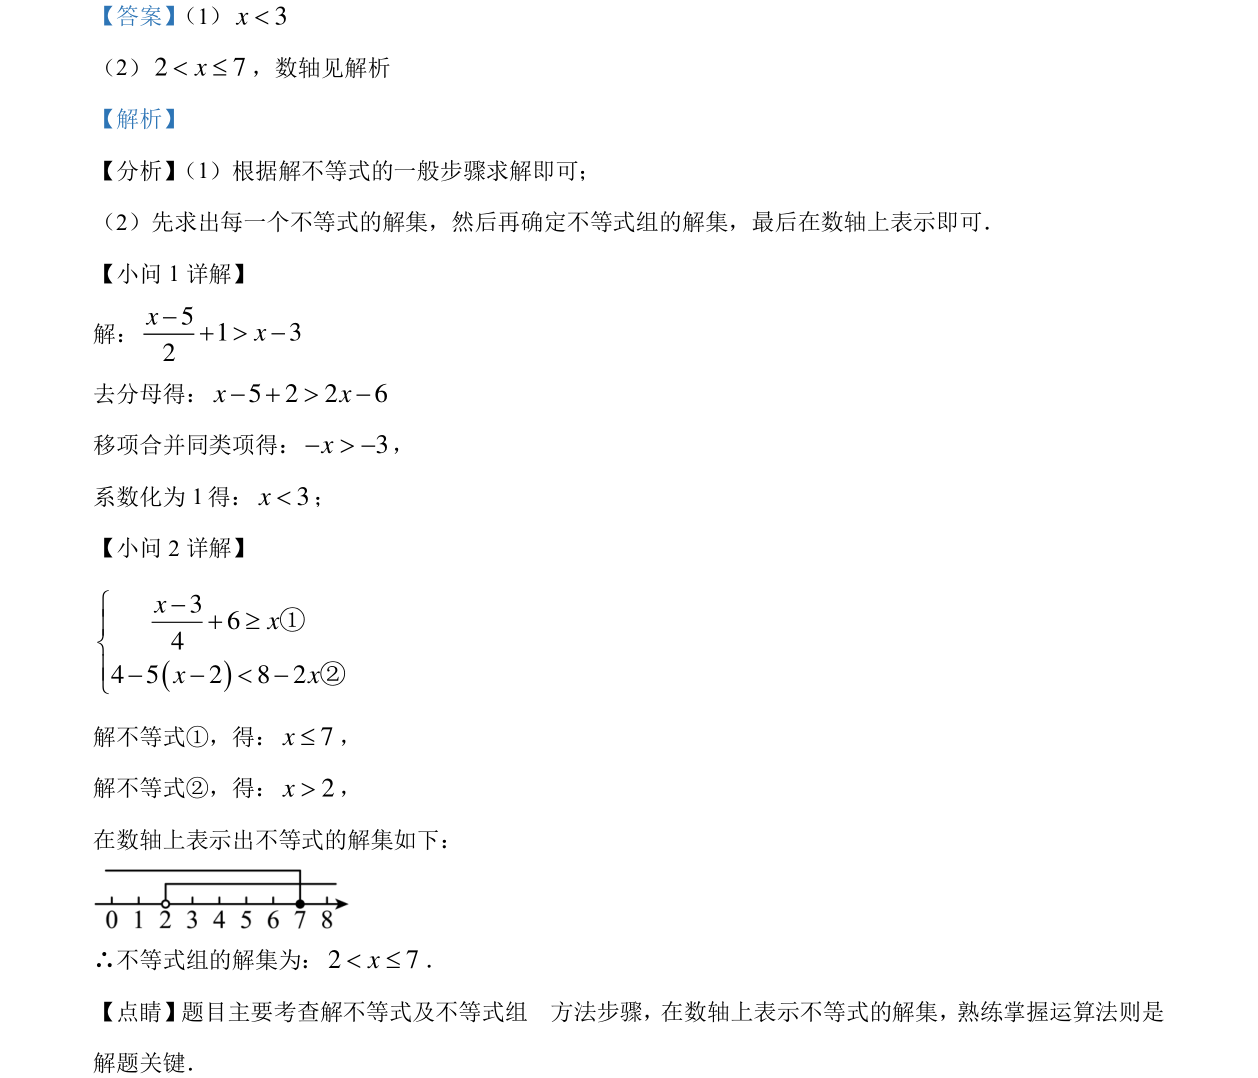 【答案】（1）x < 3
（2）2 < x ≤ 7，数轴见解析
【解析】
【分析】（1）根据解不等式的一般步骤求解即可；
（2）先求出每一个不等式的解集，然后再确定不等式组的解集，最后在数轴上表示即可．
【小问 1 详解】
解：\frac{x-5}{2}+1 > x-3
去分母得：x-5+2 > 2x-6
移项合并同类项得：-x > -3，
系数化为 1 得：x < 3；
【小问 2 详解】
\begin{cases} \frac{x-3}{4}+6 ≥ x① \\ 4-5(x-2) < 8-2x② \end{cases}
解不等式①，得：x ≤ 7，
解不等式②，得：x > 2，
在数轴上表示出不等式的解集如下：
0 1 2 3 4 5 6 7 8
∴不等式组的解集为：2 < x ≤ 7．
【点睛】题目主要考查解不等式及不等式组　方法步骤，在数轴上表示不等式的解集，熟练掌握运算法则是
解题关键．